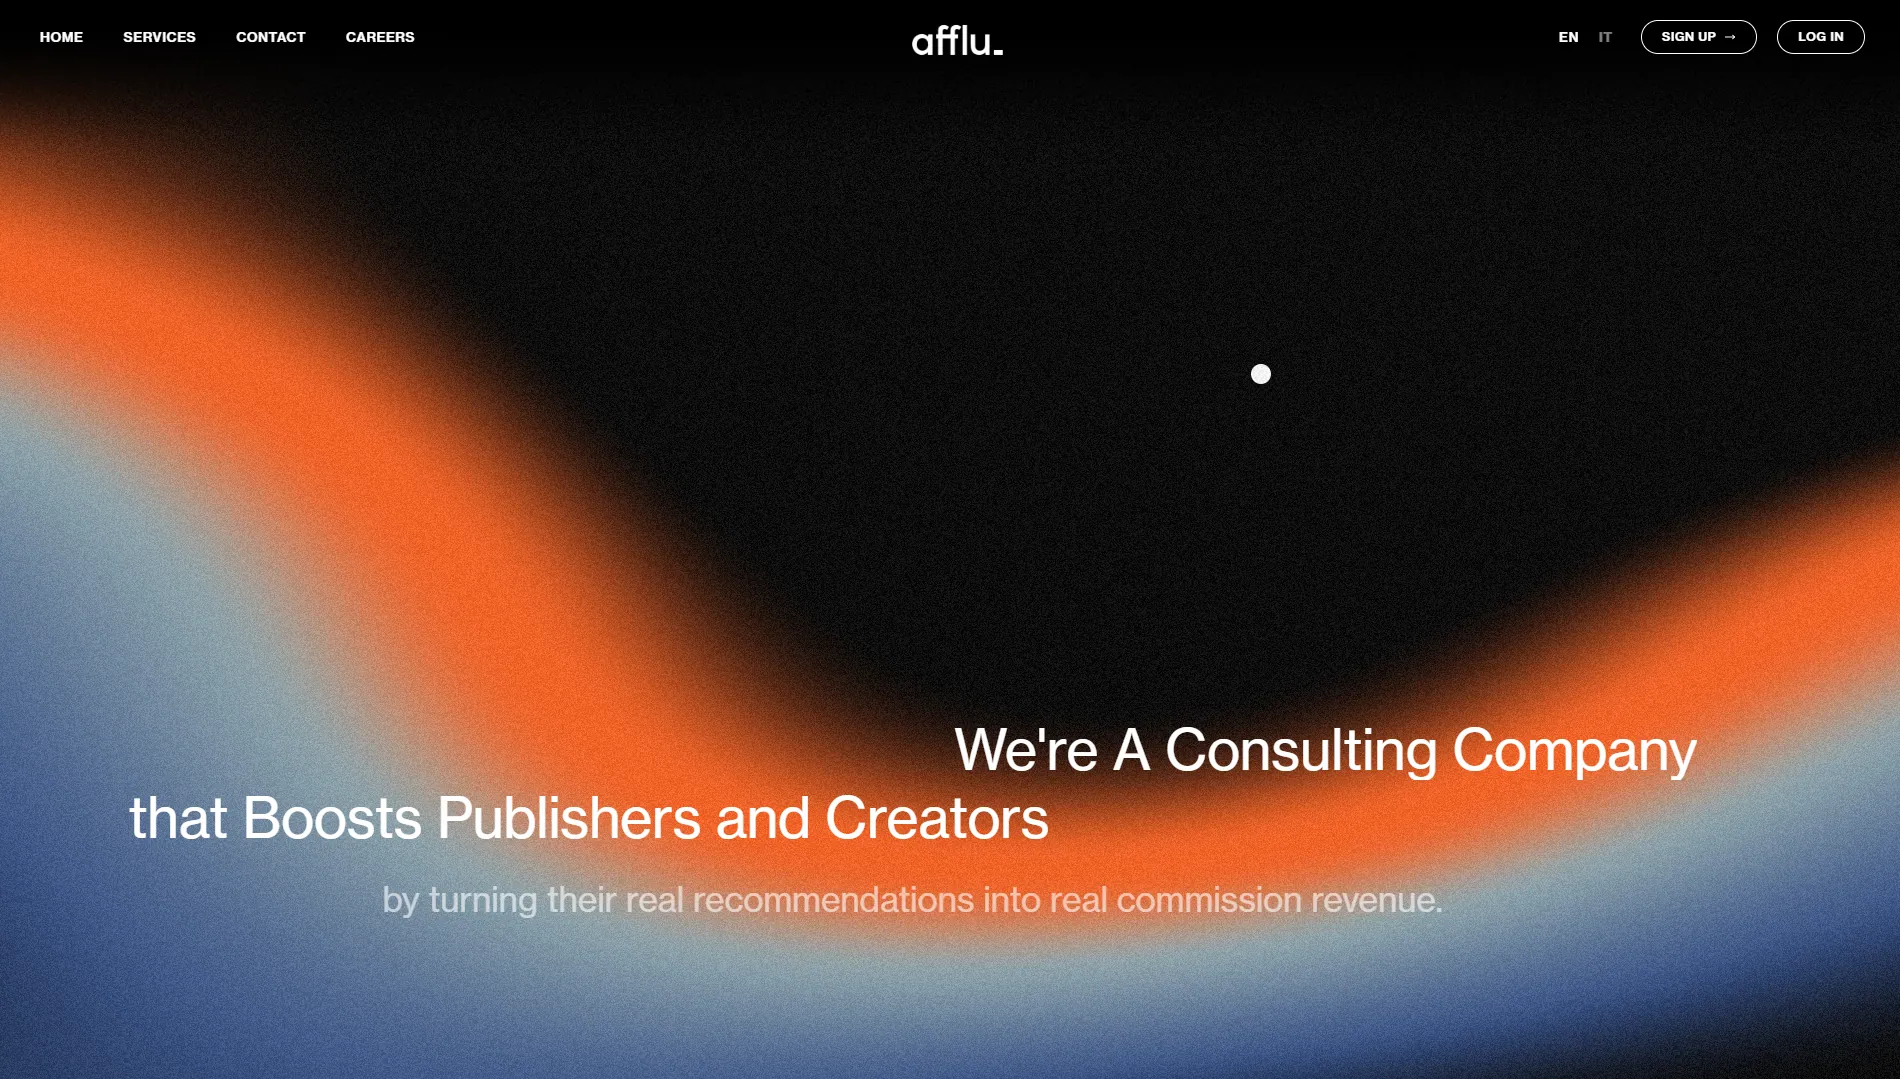 HOME SERVICES CONTACT CAREERS afflu. EN IT SIGN UP → LOG IN
We're A Consulting Company
that Boosts Publishers and Creators
by turning their real recommendations into real commission revenue.